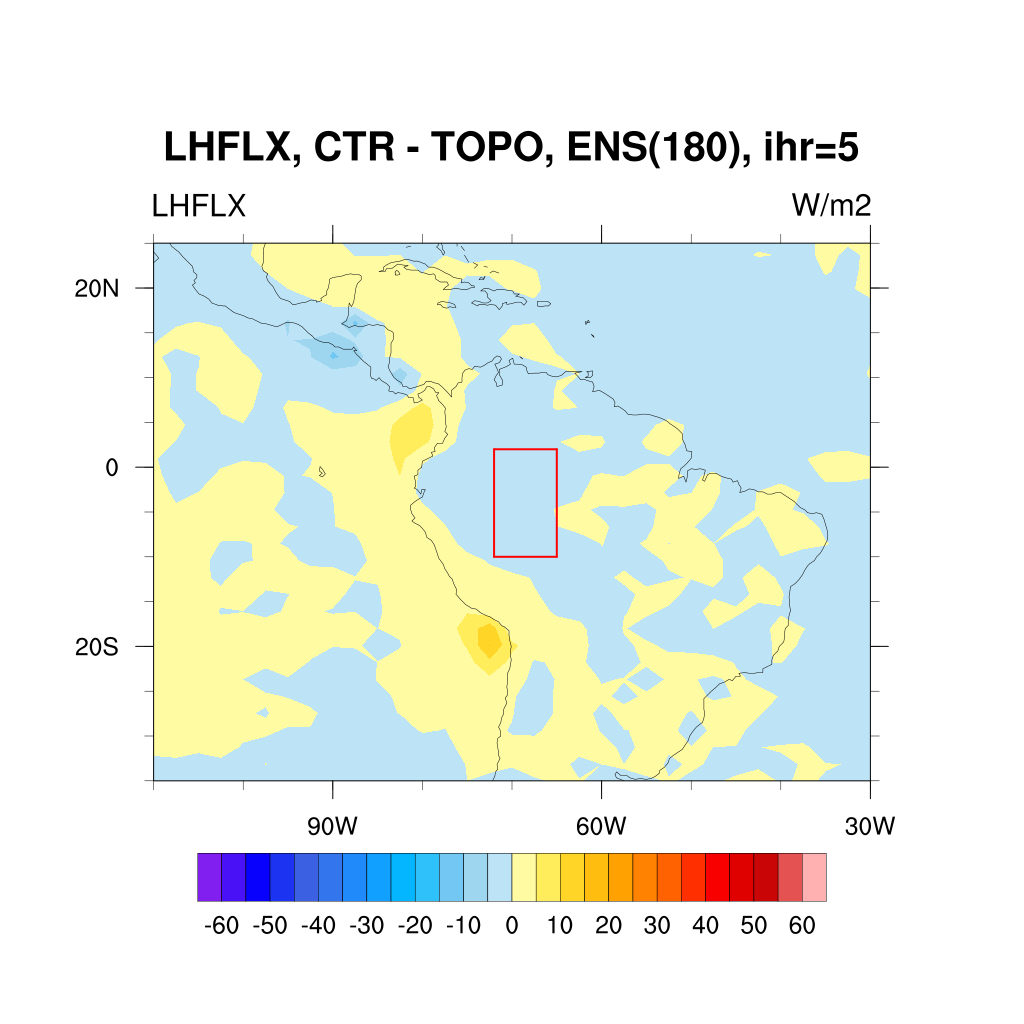 LHFLX, CTR - TOPO, ENS(180), ihr=5
LHFLX W/m2
20N
0
20S
90W 60W 30W
-60 -50 -40 -30 -20 -10 0 10 20 30 40 50 60